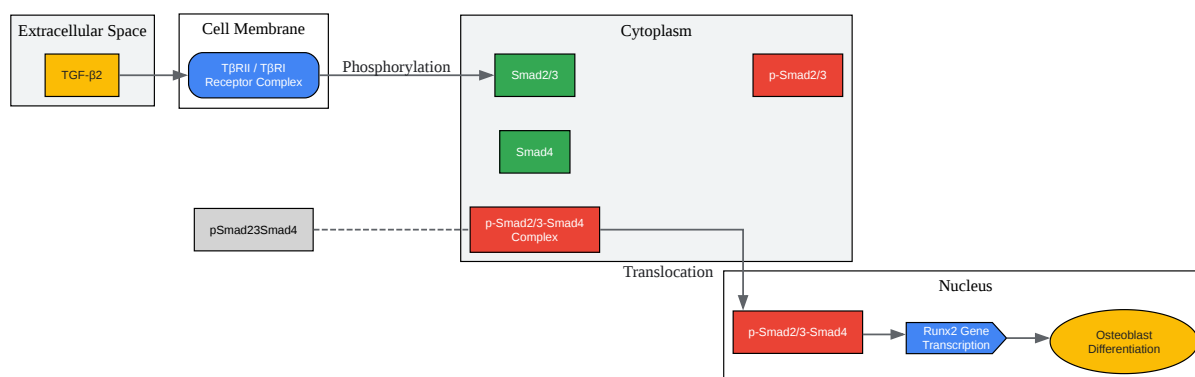 Extracellular Space
TGF-β2
Cell Membrane
TβRII / TβRI
Receptor Complex
Phosphorylation
Cytoplasm
Smad2/3
p-Smad2/3
Smad4
pSmad23Smad4
p-Smad2/3-Smad4
Complex
Translocation
Nucleus
p-Smad2/3-Smad4
Runx2 Gene
Transcription
Osteoblast
Differentiation